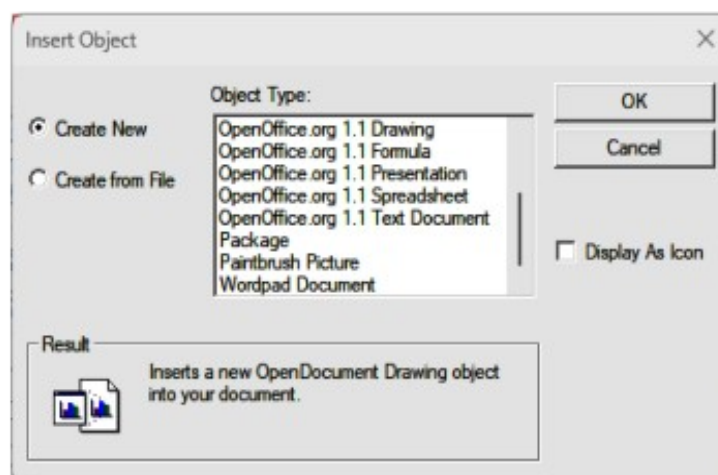 Insert Object
Object Type:
Create New
Create from File
OpenOffice.org 1.1 Drawing
OpenOffice.org 1.1 Formula
OpenOffice.org 1.1 Presentation
OpenOffice.org 1.1 Spreadsheet
OpenOffice.org 1.1 Text Document
Package
Paintbrush Picture
Wordpad Document
OK
Cancel
Display As Icon
Result
Inserts a new OpenDocument Drawing object
into your document.